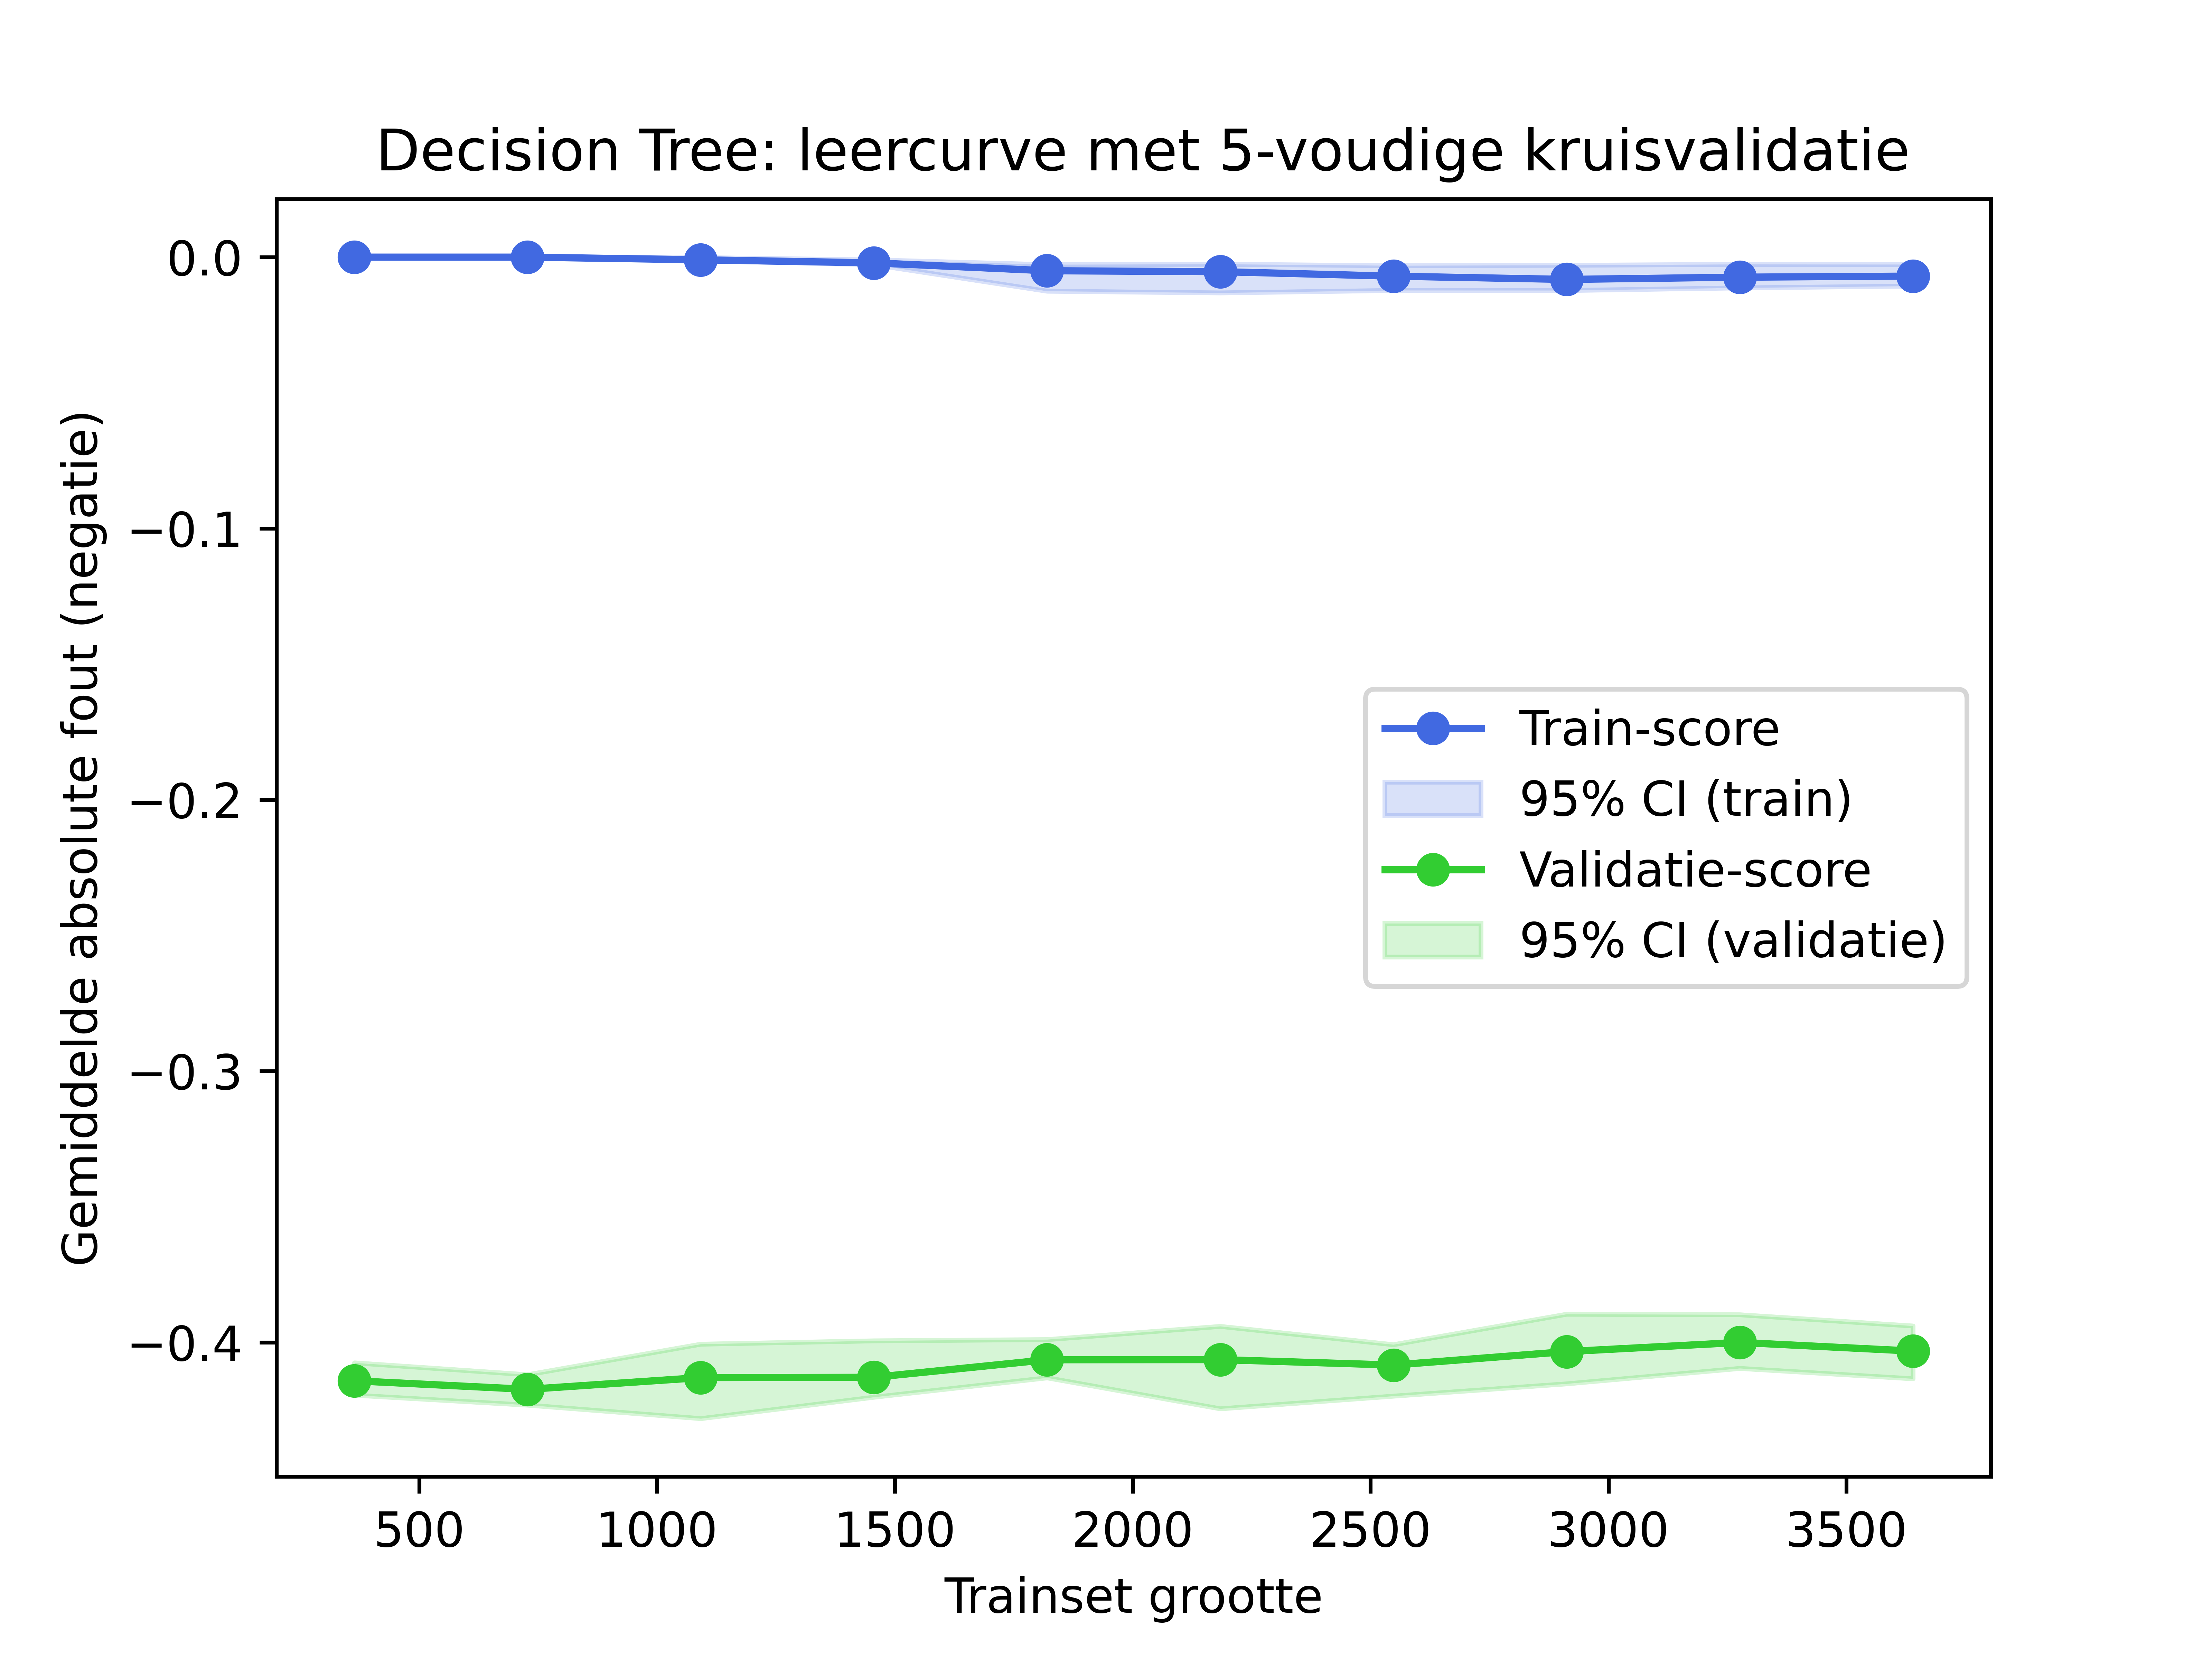 Decision Tree: leercurve met 5-voudige kruisvalidatie
Gemiddelde absolute fout (negatie)
0.0
−0.1
−0.2
−0.3
−0.4
Train-score
95% CI (train)
Validatie-score
95% CI (validatie)
500 1000 1500 2000 2500 3000 3500
Trainset grootte